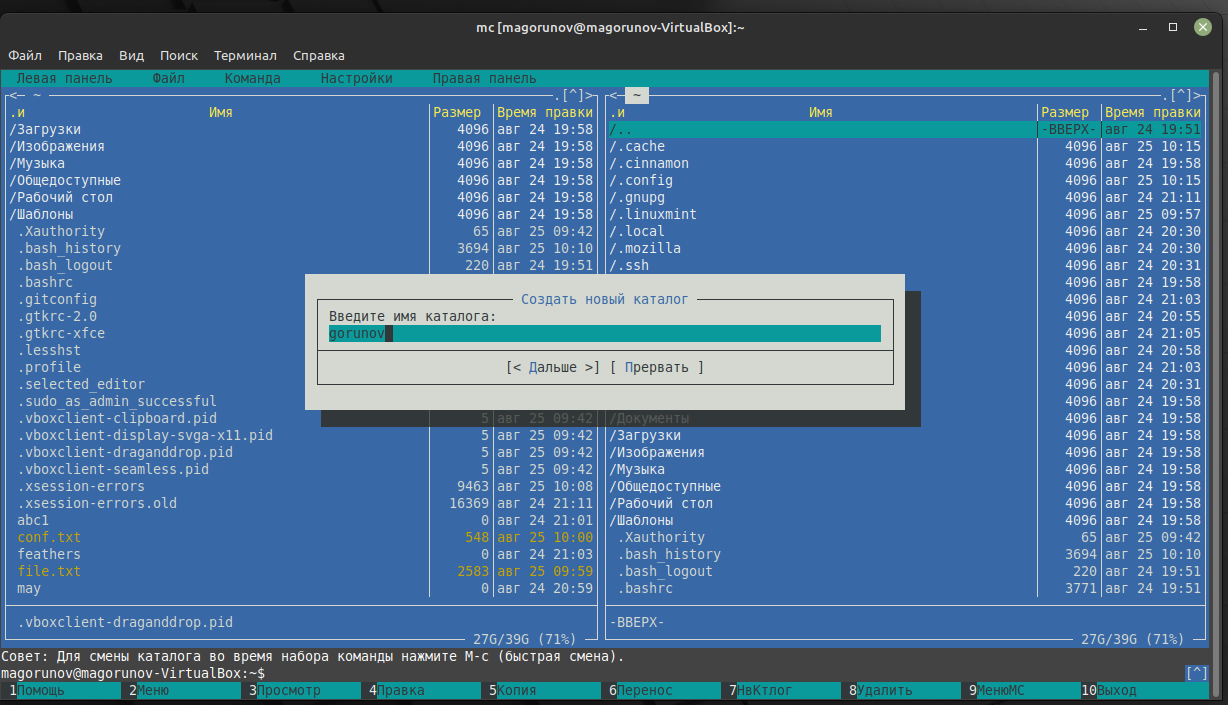 mc [magorunov@magorunov-VirtualBox]:~
Файл Правка Вид Поиск Терминал Справка
Левая панель Файл Команда Настройки Правая панель
<— ~ .[^]> <— ~ .[^]>
.и Имя Размер Время правки .и Имя Размер Время правки
/Загрузки 4096 авг 24 19:58 /.. -ВВЕРХ- авг 24 19:51
/Изображения 4096 авг 24 19:58 /.cache 4096 авг 25 10:15
/Музыка 4096 авг 24 19:58 /.cinnamon 4096 авг 24 19:58
/Общедоступные 4096 авг 24 19:58 /.config 4096 авг 25 10:15
/Рабочий стол 4096 авг 24 19:58 /.gnupg 4096 авг 24 21:11
/Шаблоны 4096 авг 24 19:58 /.linuxmint 4096 авг 25 09:57
.Xauthority 65 авг 25 09:42 /.local 4096 авг 24 20:30
.bash_history 3694 авг 25 10:10 /.mozilla 4096 авг 24 20:30
.bash_logout 220 авг 24 19:51 /.ssh 4096 авг 24 20:31
.bashrc 4096 авг 24 19:58
.gitconfig Создать новый каталог 4096 авг 24 21:03
.gtkrc-2.0 Введите имя каталога: 4096 авг 24 20:55
.gtkrc-xfce gorunov 4096 авг 24 21:05
.lesshst 4096 авг 24 20:58
.profile [< Дальше >] [ Прервать ] 4096 авг 24 21:03
.selected_editor 4096 авг 24 20:31
.sudo_as_admin_successful 4096 авг 24 19:58
.vboxclient-clipboard.pid 5 авг 25 09:42 /Документы 4096 авг 24 19:58
.vboxclient-display-svga-x11.pid 5 авг 25 09:42 /Загрузки 4096 авг 24 19:58
.vboxclient-draganddrop.pid 5 авг 25 09:42 /Изображения 4096 авг 24 19:58
.vboxclient-seamless.pid 5 авг 25 09:42 /Музыка 4096 авг 24 19:58
.xsession-errors 9463 авг 25 10:08 /Общедоступные 4096 авг 24 19:58
.xsession-errors.old 16369 авг 24 21:11 /Рабочий стол 4096 авг 24 19:58
abc1 0 авг 24 21:01 /Шаблоны 4096 авг 24 19:58
conf.txt 548 авг 25 10:00 .Xauthority 65 авг 25 09:42
feathers 0 авг 24 21:03 .bash_history 3694 авг 25 10:10
file.txt 2583 авг 25 09:59 .bash_logout 220 авг 24 19:51
may 0 авг 24 20:59 .bashrc 3771 авг 24 19:51
.vboxclient-draganddrop.pid -ВВЕРХ-
27G/39G (71%) 27G/39G (71%)
Совет: Для смены каталога во время набора команды нажмите M-c (быстрая смена).
magorunov@magorunov-VirtualBox:~$ [^]
1Помощь 2Меню 3Просмотр 4Правка 5Копия 6Перенос 7НвКтлог 8Удалить 9МенюMC 10Выход